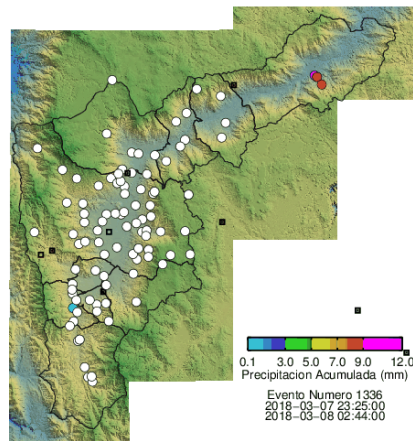 0.1 3.0 5.0 7.0 9.0 12.0
Precipitacion Acumulada (mm)
Evento Numero 1336
2018-03-07 23:25:00
2018-03-08 02:44:00